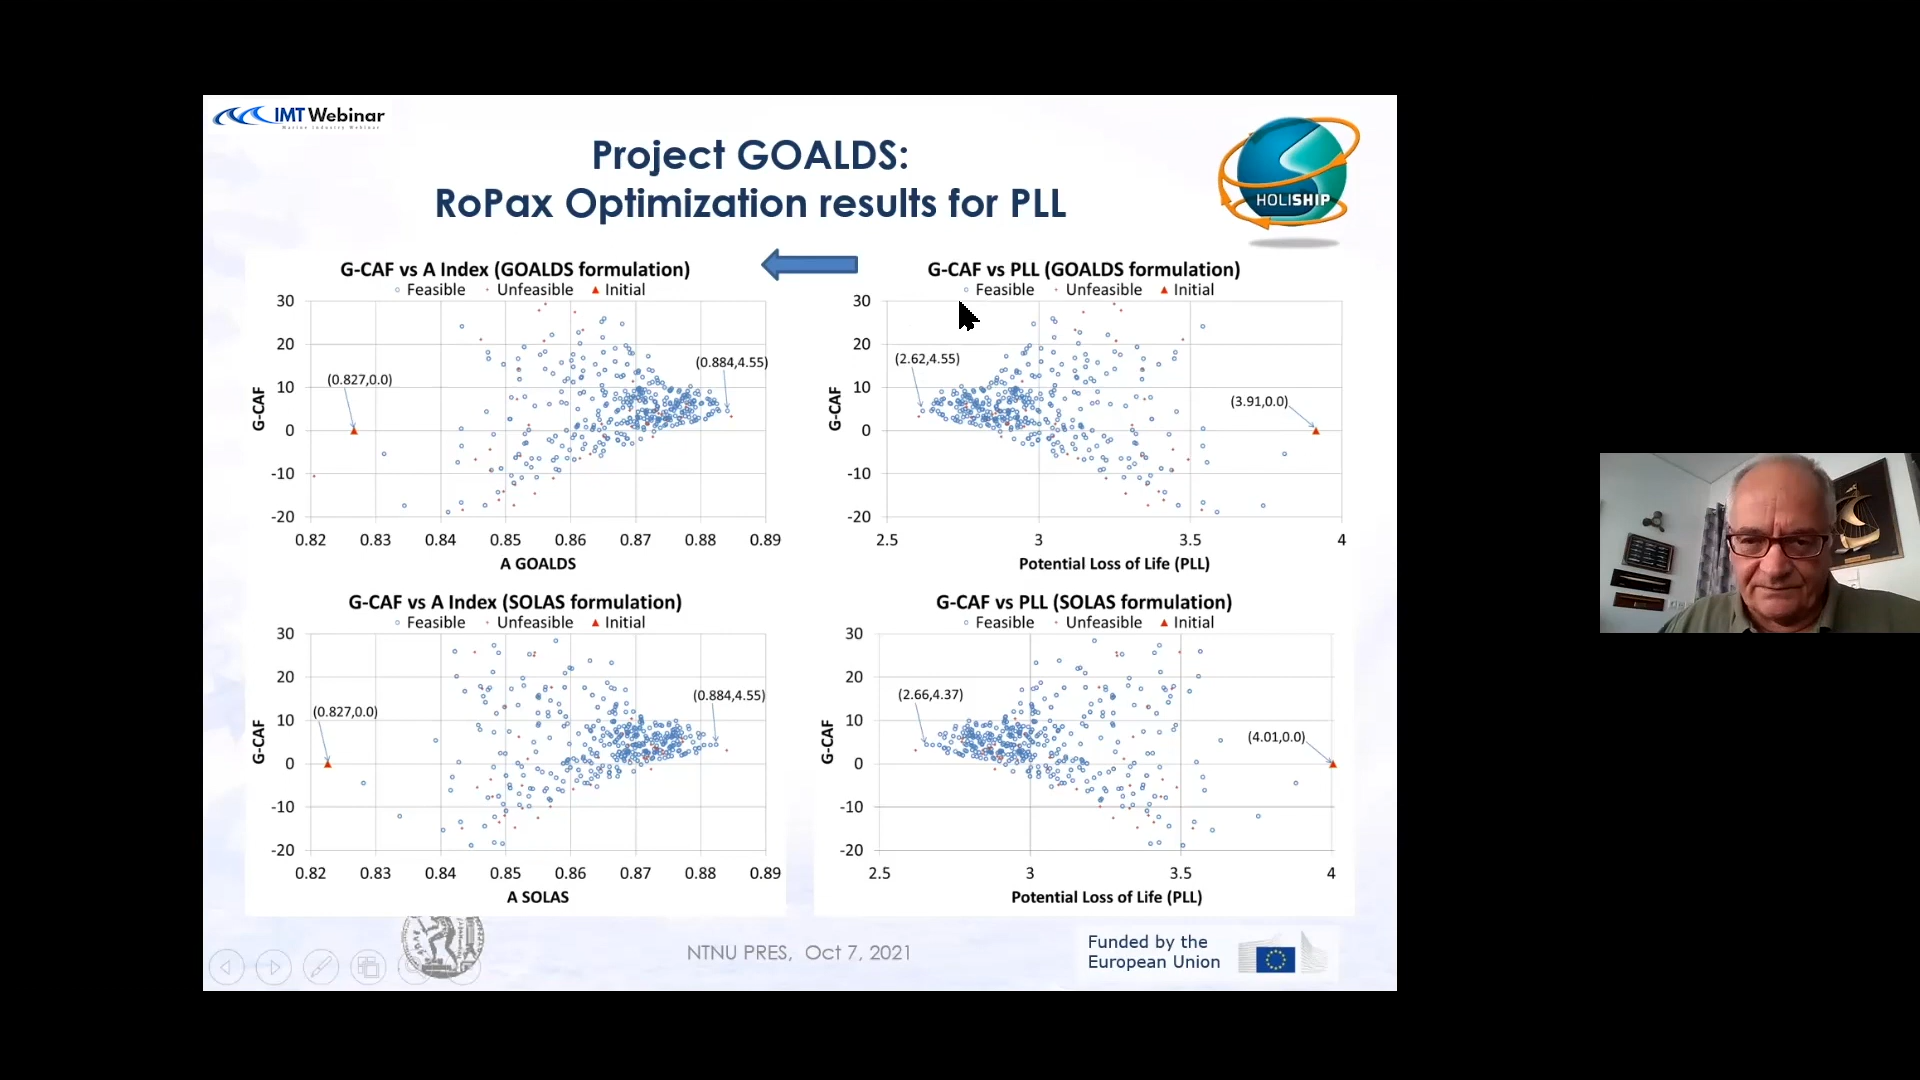 IMT Webinar
Marine Industry Webinar
Project GOALDS:
RoPax Optimization results for PLL
HOLISHIP
G-CAF vs A Index (GOALDS formulation)
Feasible Unfeasible Initial
30
20
10
0
-10
-20
G-CAF
(0.827,0.0)
(0.884,4.55)
0.82 0.83 0.84 0.85 0.86 0.87 0.88 0.89
A GOALDS
G-CAF vs PLL (GOALDS formulation)
Feasible Unfeasible Initial
30
20
10
0
-10
-20
G-CAF
(2.62,4.55)
(3.91,0.0)
2.5 3 3.5 4
Potential Loss of Life (PLL)
G-CAF vs A Index (SOLAS formulation)
Feasible Unfeasible Initial
30
20
10
0
-10
-20
G-CAF
(0.827,0.0)
(0.884,4.55)
0.82 0.83 0.84 0.85 0.86 0.87 0.88 0.89
A SOLAS
G-CAF vs PLL (SOLAS formulation)
Feasible Unfeasible Initial
30
20
10
0
-10
-20
G-CAF
(2.66,4.37)
(4.01,0.0)
2.5 3 3.5 4
Potential Loss of Life (PLL)
NTNU PRES, Oct 7, 2021
Funded by the
European Union